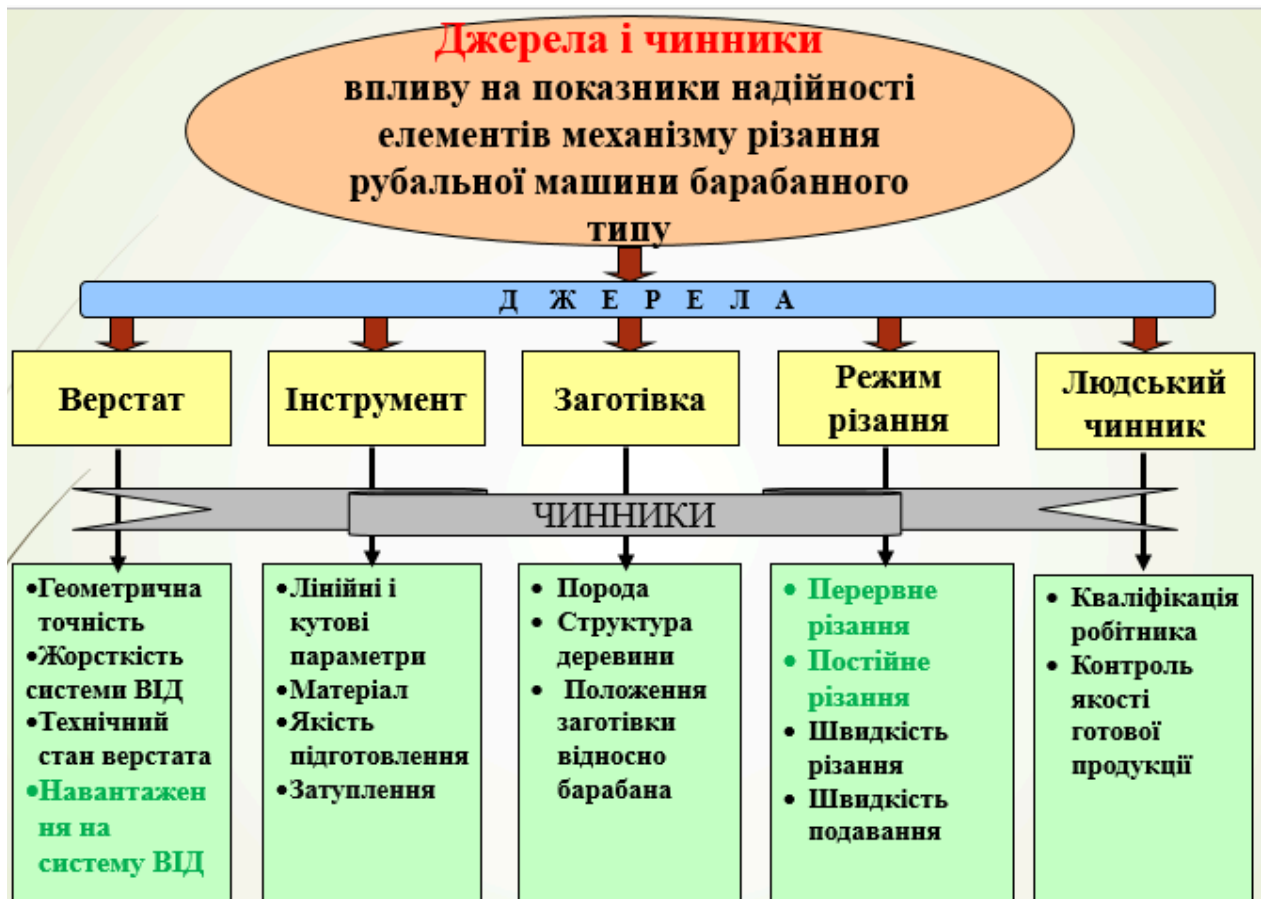 Джерела і чинники
впливу на показники надійності
елементів механізму різання
рубальної машини барабанного
типу
Д Ж Е Р Е Л А
Верстат
Інструмент
Заготівка
Режим
різання
Людський
чинник
ЧИННИКИ
•Геометрична
точність
•Жорсткість
системи ВІД
•Технічний
стан верстата
•Навантажен
ня на
систему ВІД
•Лінійні і
кутові
параметри
•Матеріал
•Якість
підготовлення
•Затуплення
• Порода
• Структура
деревини
• Положення
заготівки
відносно
барабана
• Перервне
різання
• Постійне
різання
• Швидкість
різання
• Швидкість
подавання
• Кваліфікація
робітника
• Контроль
якості
готової
продукції